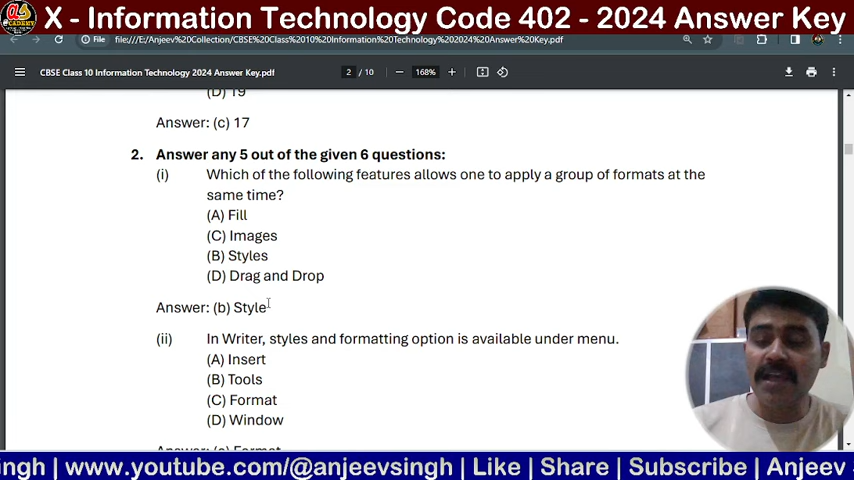 X - Information Technology Code 402 - 2024 Answer Key
ACADEMY
File file:///E:/Anjeev%20Collection/CBSE%20Class%2010%20Information%20Technology%202024%20Answer%20Key.pdf
CBSE Class 10 Information Technology 2024 Answer Key.pdf 2 / 10 — 168% +
(D) 19
Answer: (c) 17
2. Answer any 5 out of the given 6 questions:
(i) Which of the following features allows one to apply a group of formats at the
same time?
(A) Fill
(C) Images
(B) Styles
(D) Drag and Drop
Answer: (b) Style
(ii) In Writer, styles and formatting option is available under menu.
(A) Insert
(B) Tools
(C) Format
(D) Window
ingh | www.youtube.com/@anjeevsingh | Like | Share | Subscribe | Anjeev